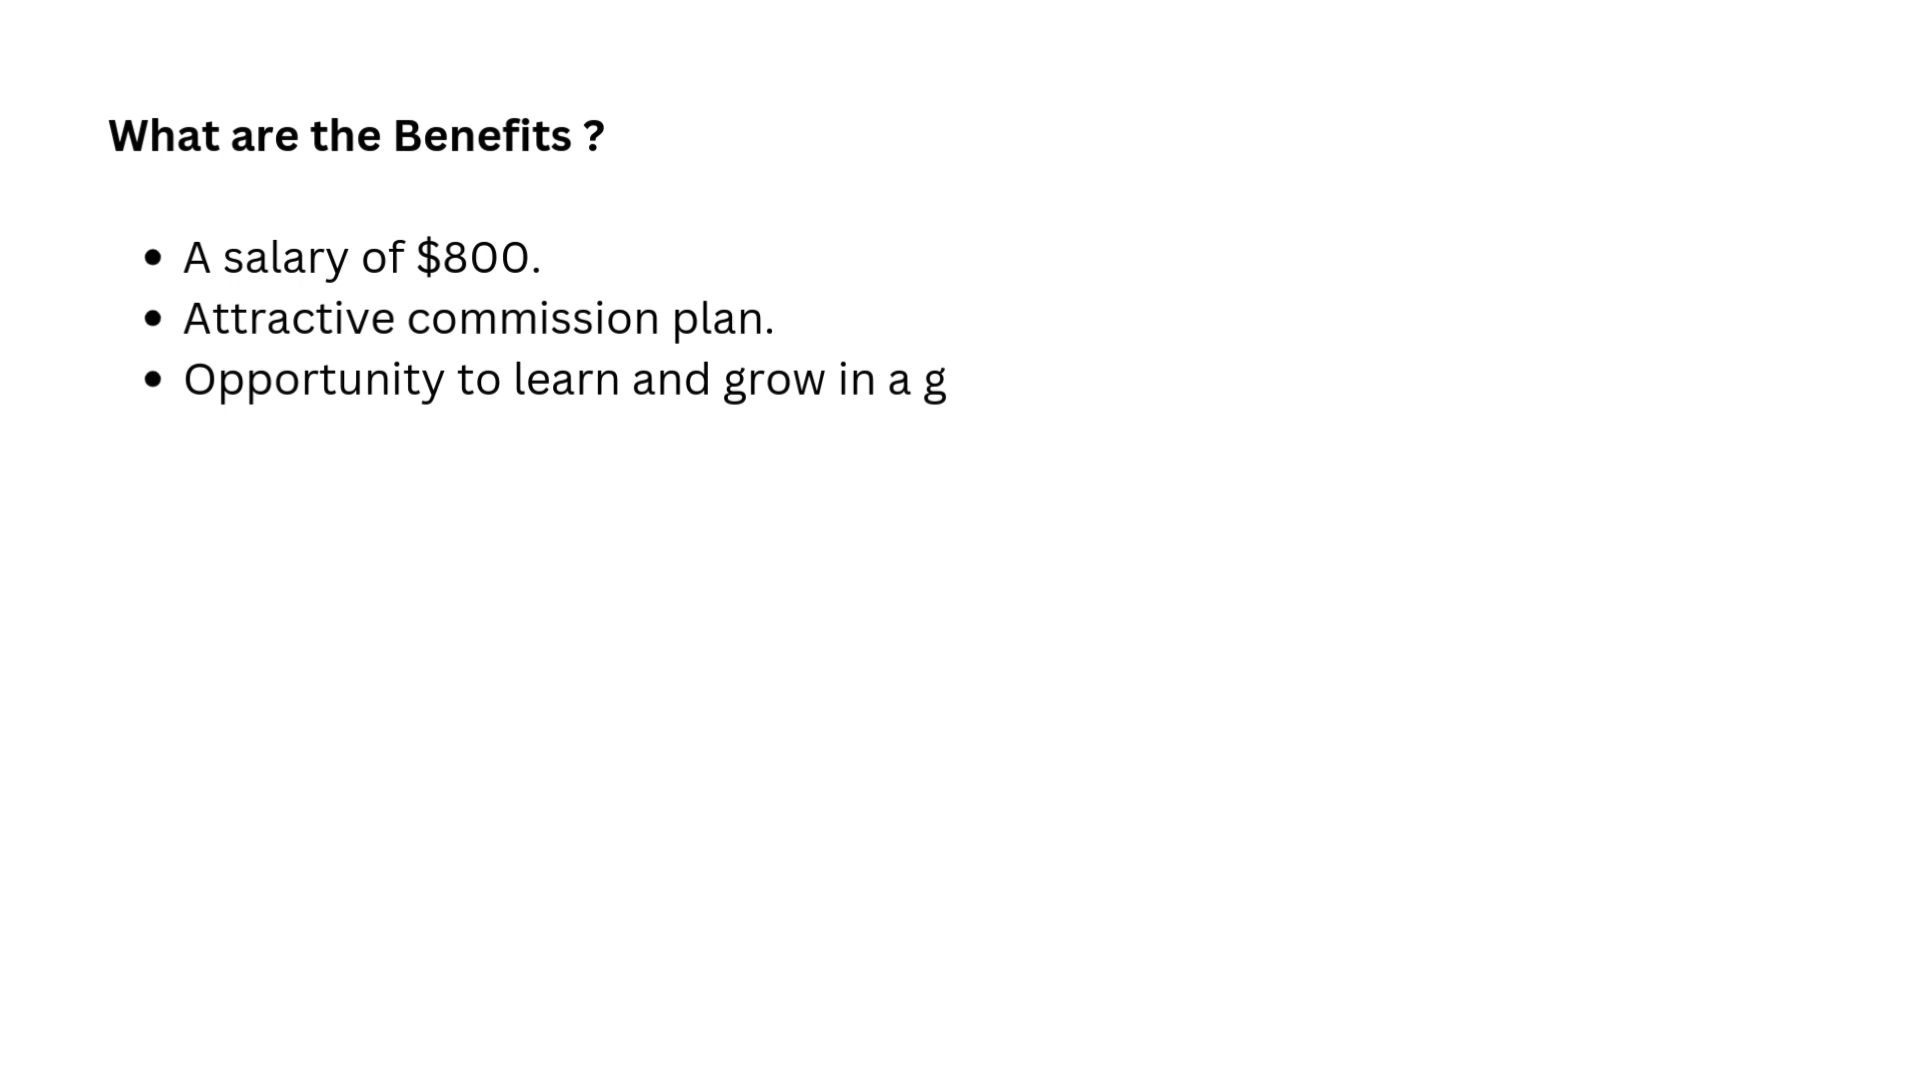 What are the Benefits ?
• A salary of $800.
• Attractive commission plan.
• Opportunity to learn and grow in a g